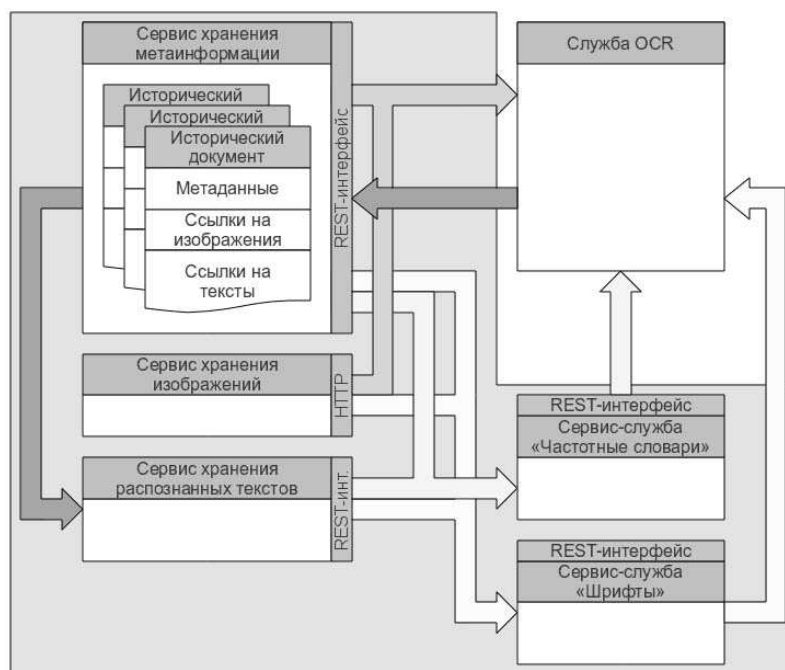 Сервис хранения
метаинформации
Исторический
Исторический
Исторический
документ
Метаданные
Ссылки на
изображения
Ссылки на
тексты
REST-интерфейс
Служба OCR
Сервис хранения
изображений
HTTP
Сервис хранения
распознанных текстов
REST-инт.
REST-интерфейс
Сервис-служба
«Частотные словари»
REST-интерфейс
Сервис-служба
«Шрифты»